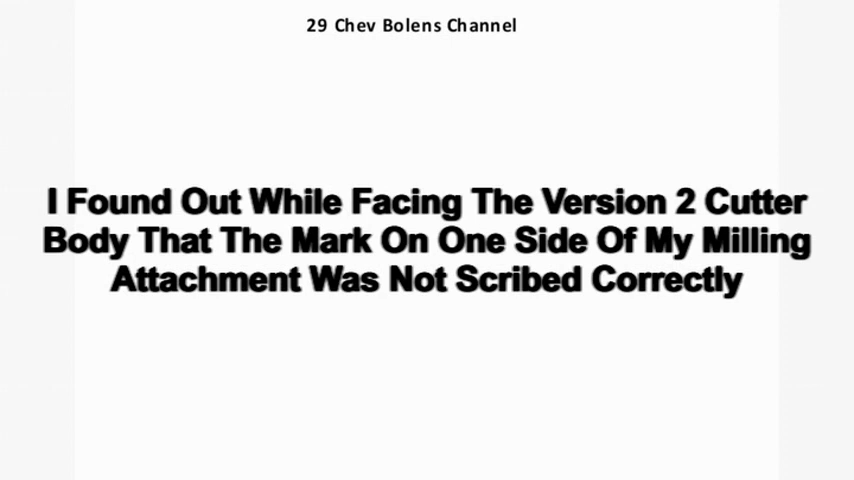 29 Chev Bolens Channel
I Found Out While Facing The Version 2 Cutter
Body That The Mark On One Side Of My Milling
Attachment Was Not Scribed Correctly